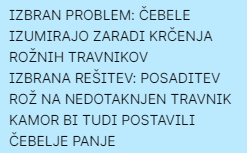 IZBRAN PROBLEM: ČEBELE
IZUMIRAJO ZARADI KRČENJA
ROŽNIH TRAVNIKOV
IZBRANA REŠITEV: POSADITEV
ROŽ NA NEDOTAKNJEN TRAVNIK
KAMOR BI TUDI POSTAVILI
ČEBELJE PANJE